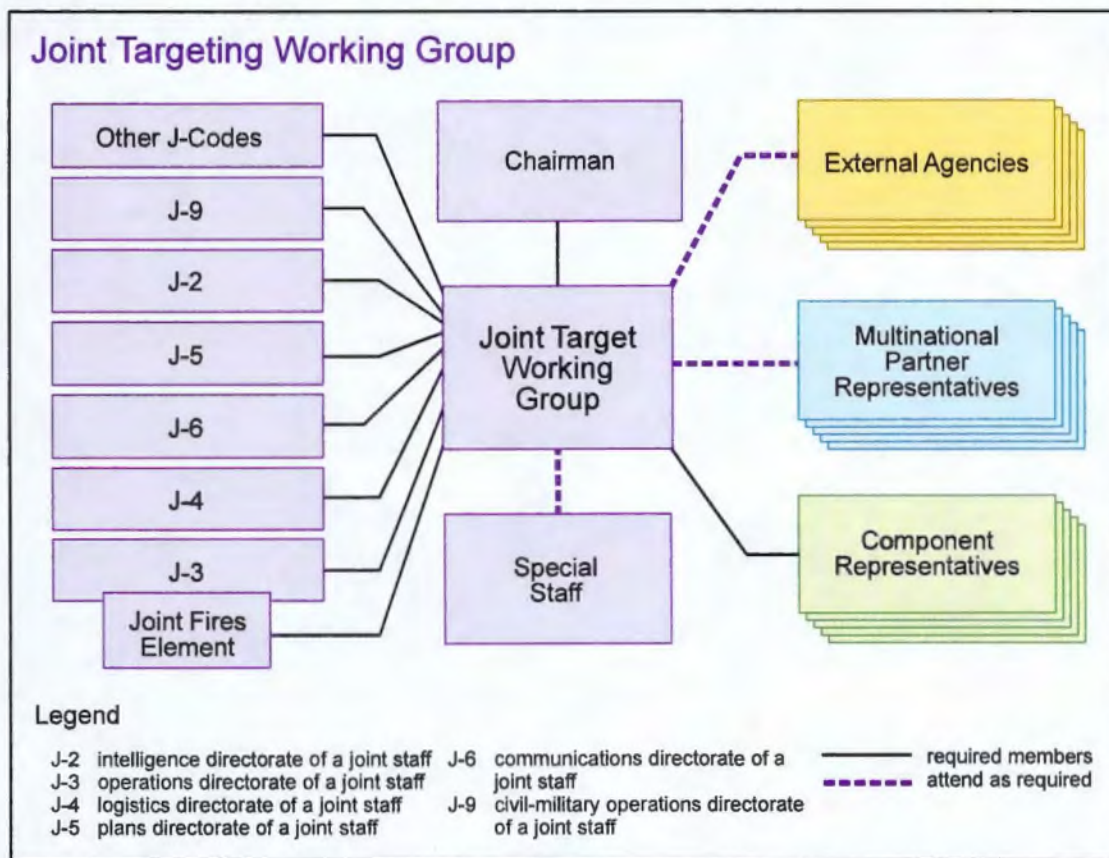 Joint Targeting Working Group
Other J-Codes
J-9
J-2
J-5
J-6
J-4
J-3
Joint Fires
Element
Chairman
Joint Target
Working
Group
Special
Staff
External Agencies
Multinational
Partner
Representatives
Component
Representatives
Legend
J-2 intelligence directorate of a joint staff
J-3 operations directorate of a joint staff
J-4 logistics directorate of a joint staff
J-5 plans directorate of a joint staff
J-6 communications directorate of a
joint staff
J-9 civil-military operations directorate
of a joint staff
required members
attend as required